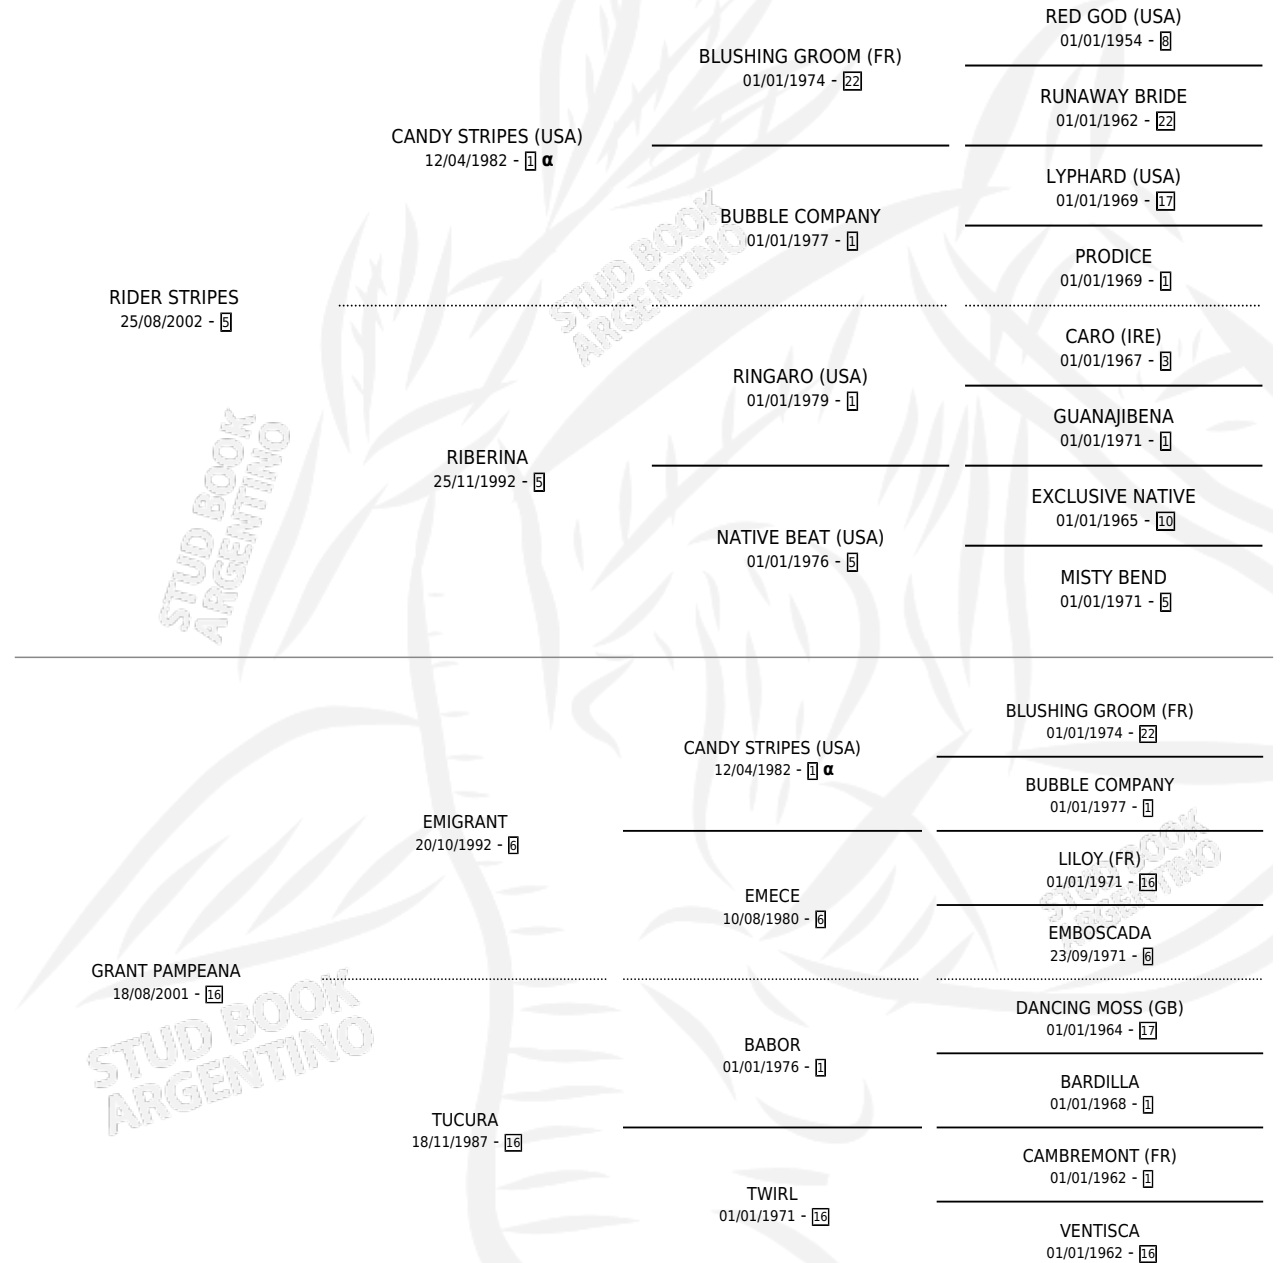 RED GOD (USA)
01/01/1954 - 8
BLUSHING GROOM (FR)
01/01/1974 - 22
RUNAWAY BRIDE
01/01/1962 - 22
CANDY STRIPES (USA)
12/04/1982 - 1 α
LYPHARD (USA)
01/01/1969 - 17
BUBBLE COMPANY
01/01/1977 - 1
PRODICE
01/01/1969 - 1
RIDER STRIPES
25/08/2002 - 5
CARO (IRE)
01/01/1967 - 3
RINGARO (USA)
01/01/1979 - 1
GUANAJIBENA
01/01/1971 - 1
RIBERINA
25/11/1992 - 5
EXCLUSIVE NATIVE
01/01/1965 - 10
NATIVE BEAT (USA)
01/01/1976 - 5
MISTY BEND
01/01/1971 - 5
STUD BOOK
ARGENTINO
STUD BOOK
ARGENTINO
BLUSHING GROOM (FR)
01/01/1974 - 22
CANDY STRIPES (USA)
12/04/1982 - 1 α
BUBBLE COMPANY
01/01/1977 - 1
EMIGRANT
20/10/1992 - 6
LILOY (FR)
01/01/1971 - 16
EMECE
10/08/1980 - 6
EMBOSCADA
23/09/1971 - 6
GRANT PAMPEANA
18/08/2001 - 16
DANCING MOSS (GB)
01/01/1964 - 17
BABOR
01/01/1976 - 1
BARDILLA
01/01/1968 - 1
TUCURA
18/11/1987 - 16
CAMBREMONT (FR)
01/01/1962 - 1
TWIRL
01/01/1971 - 16
VENTISCA
01/01/1962 - 16
STUD BOOK
ARGENTINO
STUD BOOK
ARGENTINO